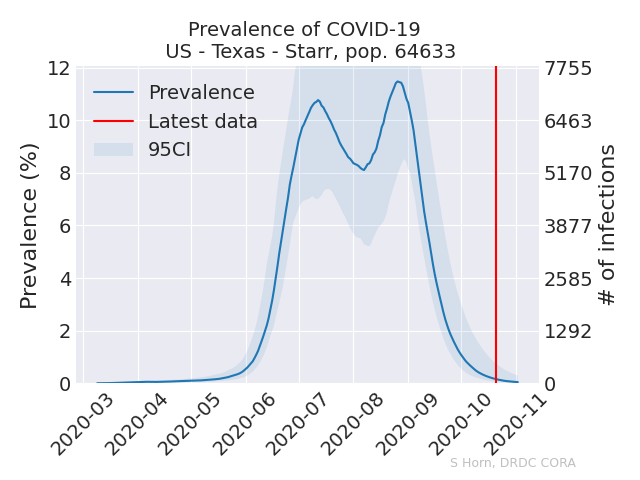 Prevalence of COVID-19
US - Texas - Starr, pop. 64633
Prevalence
Latest data
95CI
Prevalence (%)
12
10
8
6
4
2
0
7755
6463
5170
3877
2585
1292
0
# of infections
2020-03
2020-04
2020-05
2020-06
2020-07
2020-08
2020-09
2020-10
2020-11
S Horn, DRDC CORA